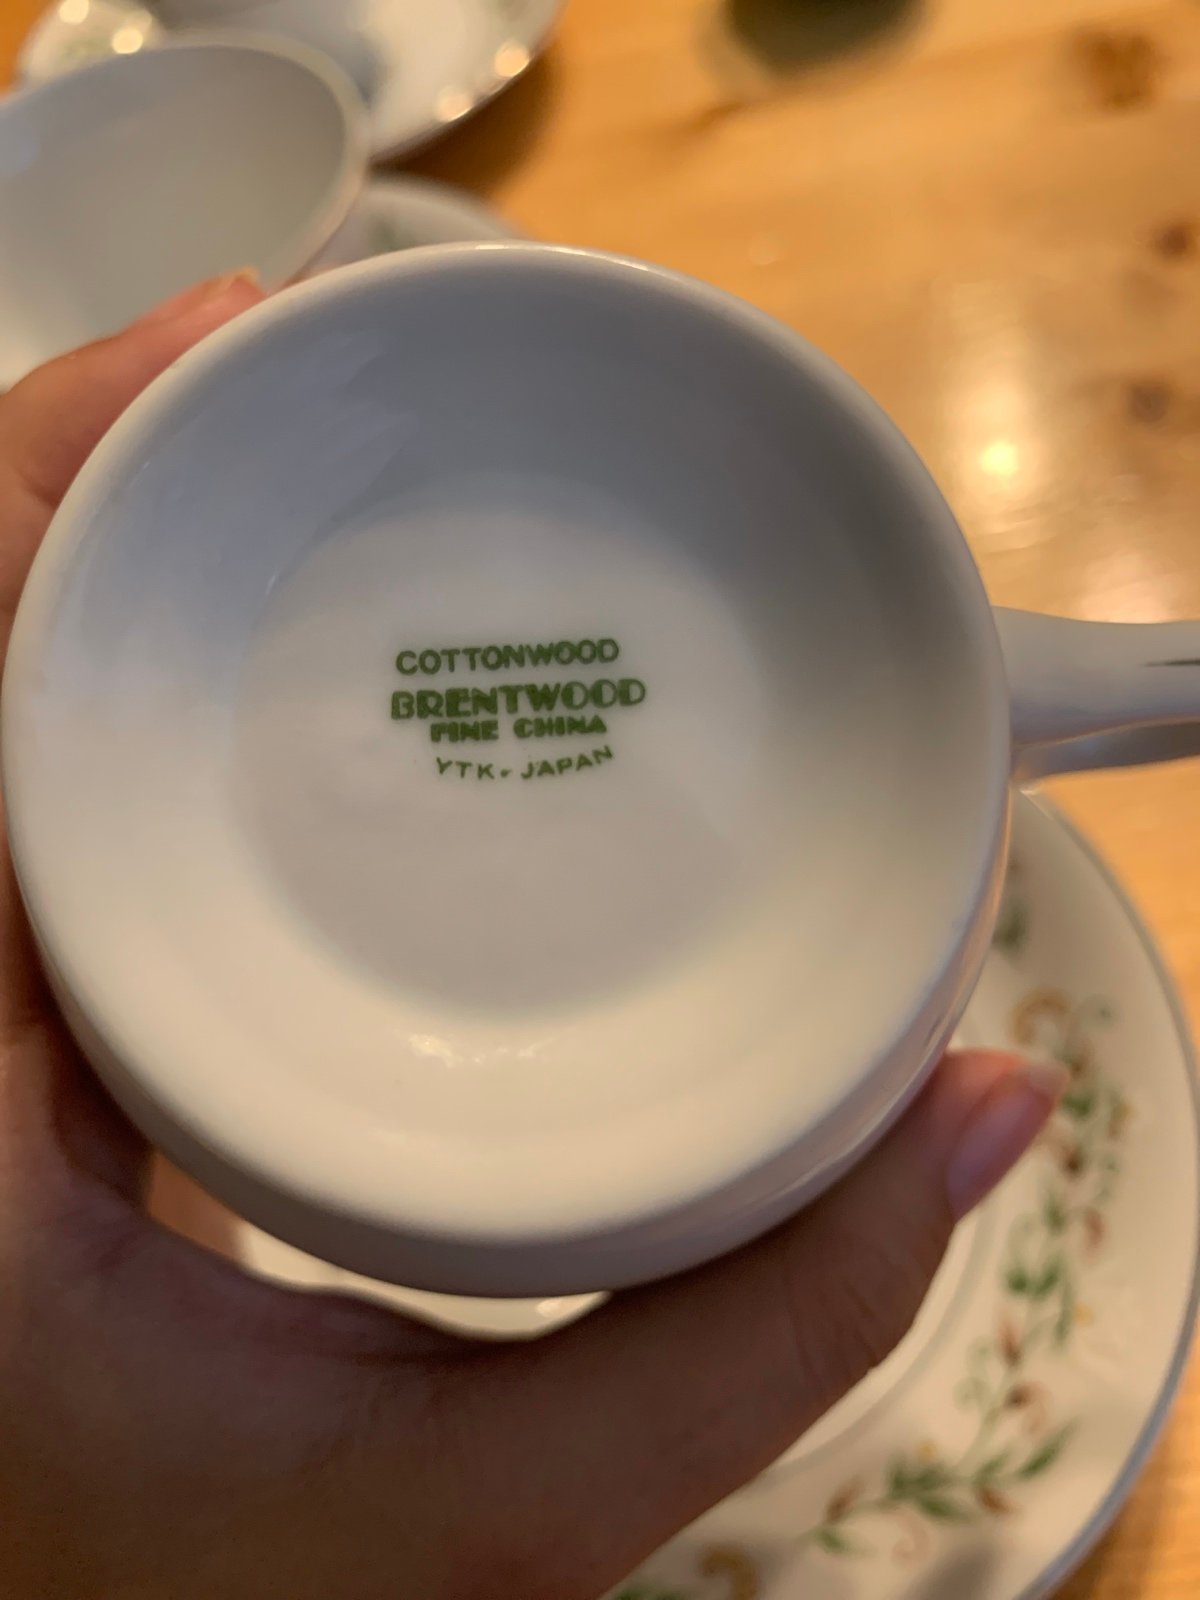 COTTONWOOD
BRENTWOOD
FINE CHINA
YTK. JAPAN